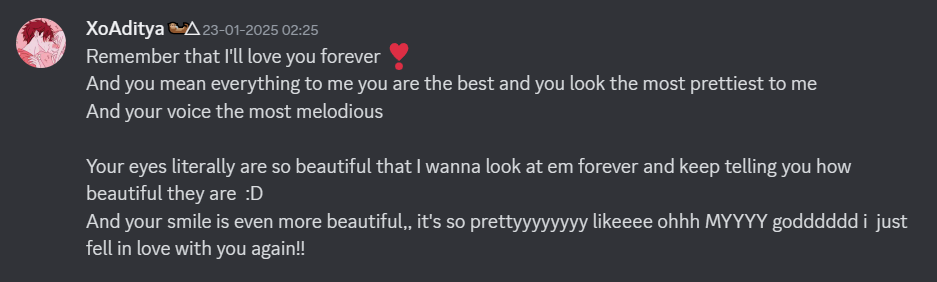 XoAditya 🦦△ 23-01-2025 02:25
Remember that I'll love you forever ❣️
And you mean everything to me you are the best and you look the most prettiest to me
And your voice the most melodious
Your eyes literally are so beautiful that I wanna look at em forever and keep telling you how
beautiful they are  :D
And your smile is even more beautiful,, it's so prettyyyyyyyy likeeee ohhh MYYYY godddddd i  just
fell in love with you again!!